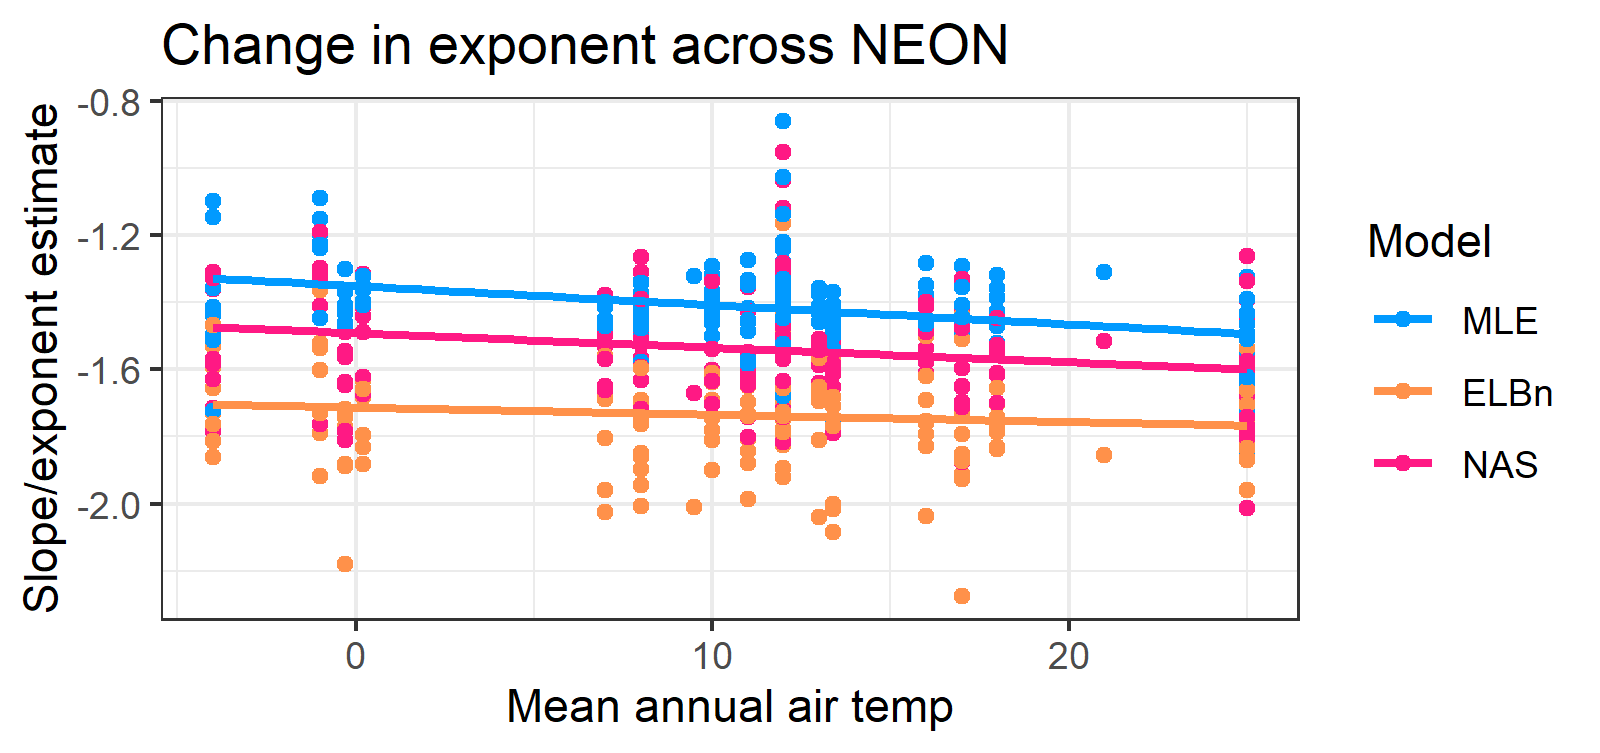 Change in exponent across NEON
Slope/exponent estimate
-0.8
-1.2
-1.6
-2.0
0
10
20
Mean annual air temp
Model
MLE
ELBn
NAS